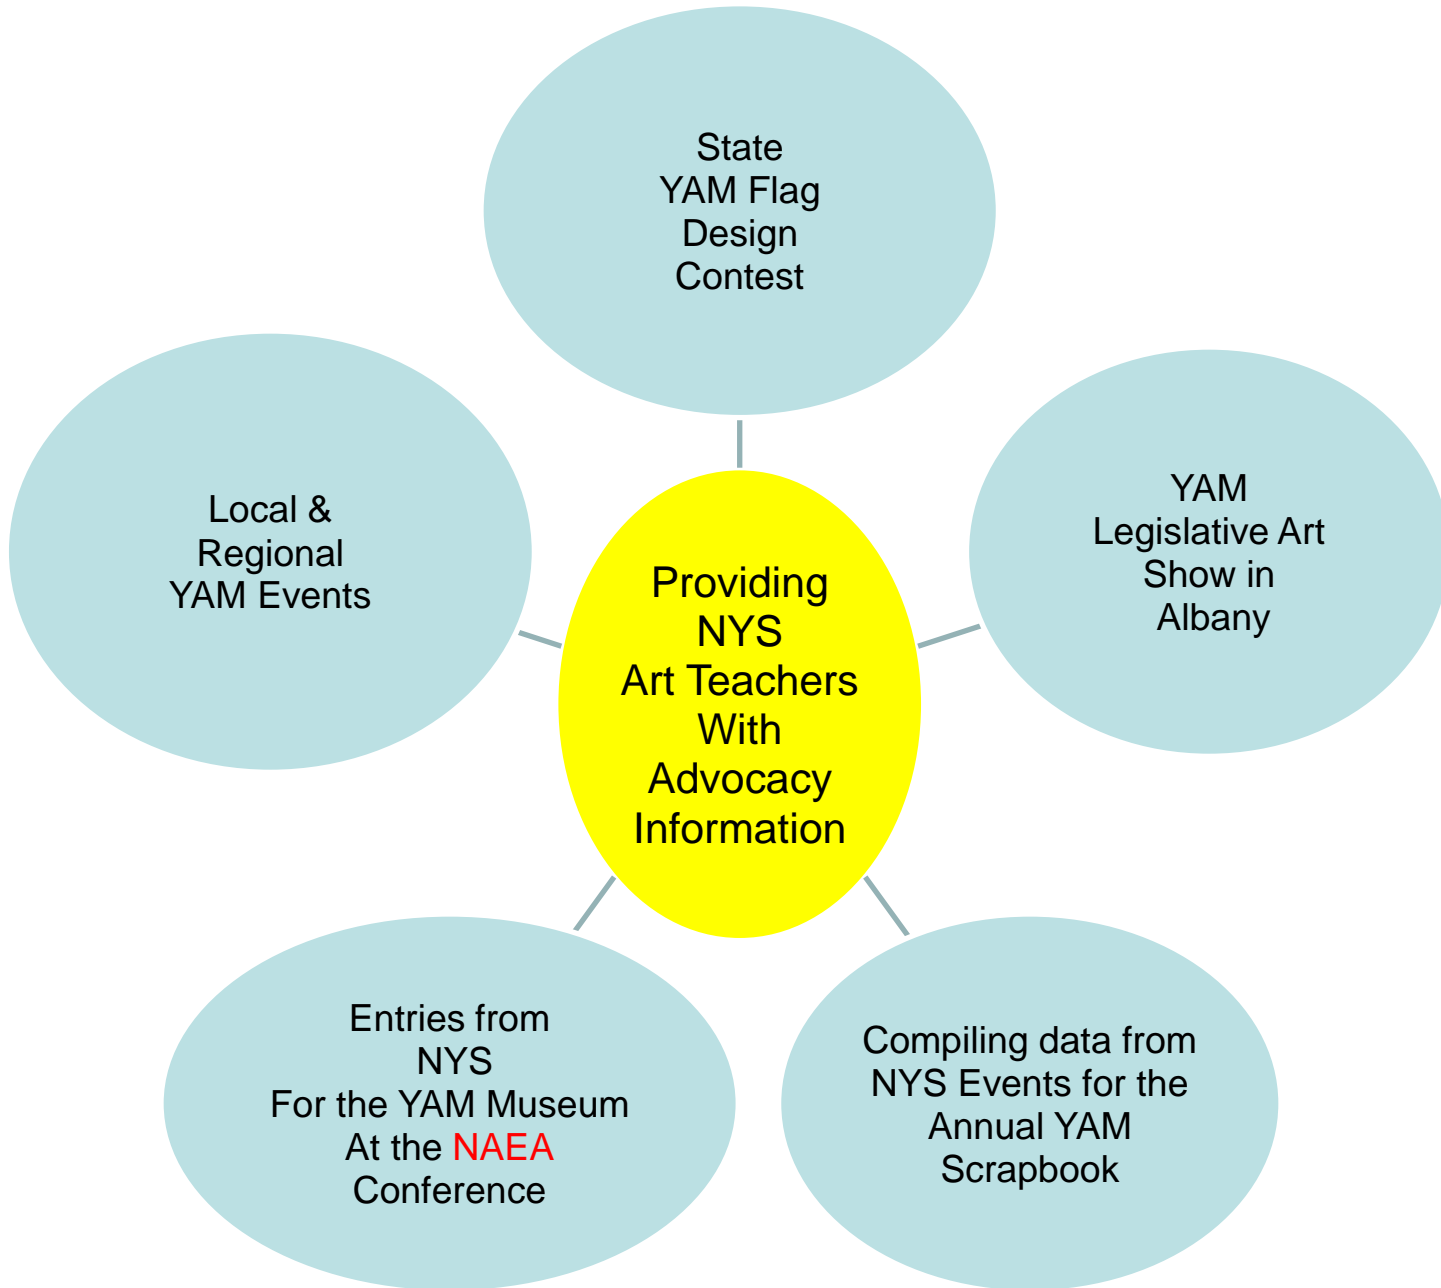 State
YAM Flag
Design
Contest
Local &
Regional
YAM Events
YAM
Legislative Art
Show in
Albany
Providing
NYS
Art Teachers
With
Advocacy
Information
Entries from
NYS
For the YAM Museum
At the NAEA
Conference
Compiling data from
NYS Events for the
Annual YAM
Scrapbook